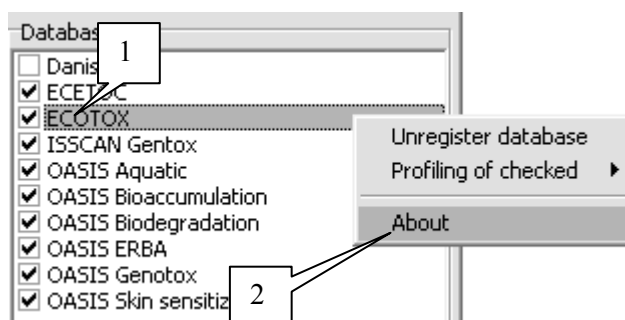 Databas
1
Danis
ECETOC
ECOTOX
ISSCAN Gentox
OASIS Aquatic
OASIS Bioaccumulation
OASIS Biodegradation
OASIS ERBA
OASIS Genotox
OASIS Skin sensitiz
2
Unregister database
Profiling of checked
About